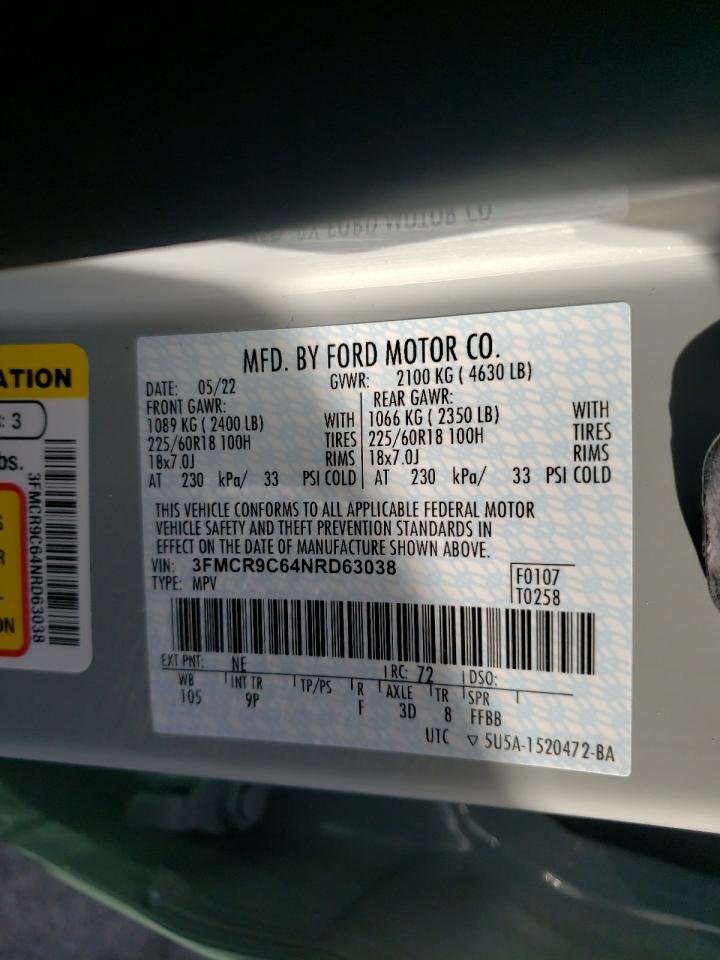 MFD. BY FORD MOTOR CO.
DATE: 05/22 GVWR: 2100 KG ( 4630 LB)
FRONT GAWR: REAR GAWR:
1089 KG ( 2400 LB) WITH 1066 KG ( 2350 LB) WITH
225/60R18 100H TIRES 225/60R18 100H TIRES
18x7.0J RIMS 18x7.0J RIMS
AT 230 kPa/ 33 PSI COLD AT 230 kPa/ 33 PSI COLD
THIS VEHICLE CONFORMS TO ALL APPLICABLE FEDERAL MOTOR
VEHICLE SAFETY AND THEFT PREVENTION STANDARDS IN
EFFECT ON THE DATE OF MANUFACTURE SHOWN ABOVE.
VIN: 3FMCR9C64NRD63038
TYPE: MPV
F0107
T0258
EXT PNT: NE RC: 72 DSO:
WB INT TR TP/PS R AXLE TR SPR
105 9P F 3D 8 FFBB
UTC ▽ 5U5A-1520472-BA
ATION
: 3
bs.
S
R
L
ON
3FMCR9C64NRD63038